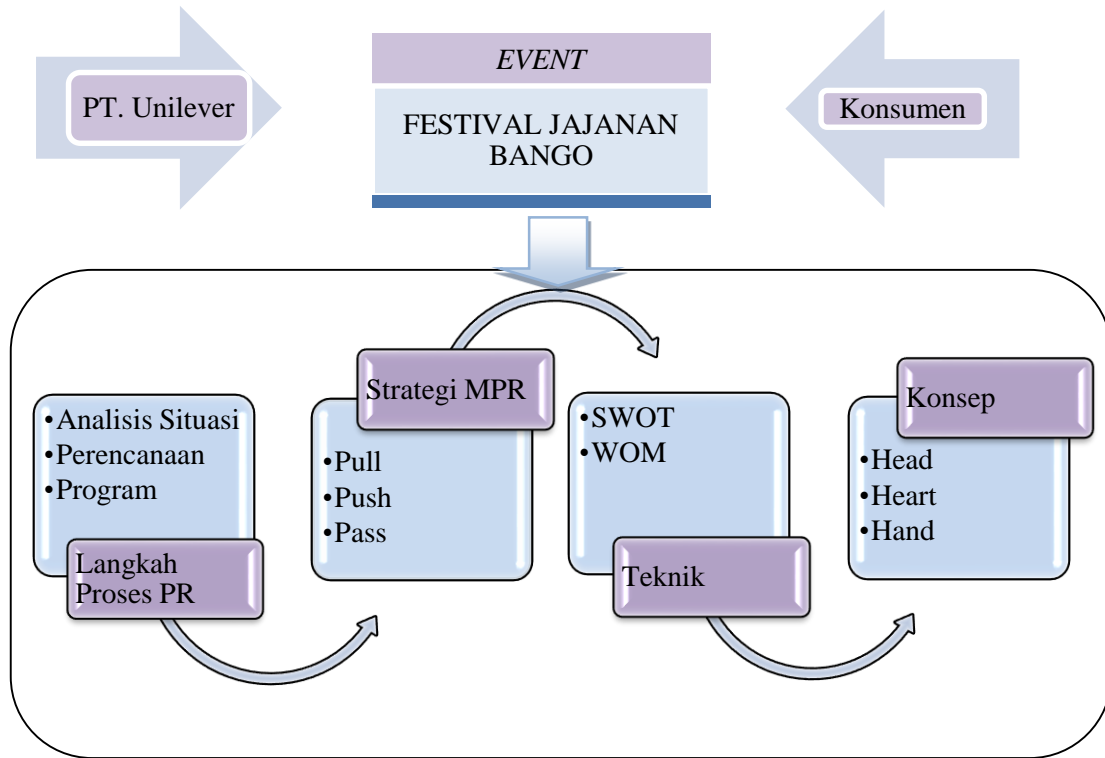 EVENT
PT. Unilever
FESTIVAL JAJANAN
BANGO
Konsumen
•Analisis Situasi
•Perencanaan
•Program
Langkah
Proses PR
Strategi MPR
•Pull
•Push
•Pass
•SWOT
•WOM
Teknik
Konsep
•Head
•Heart
•Hand